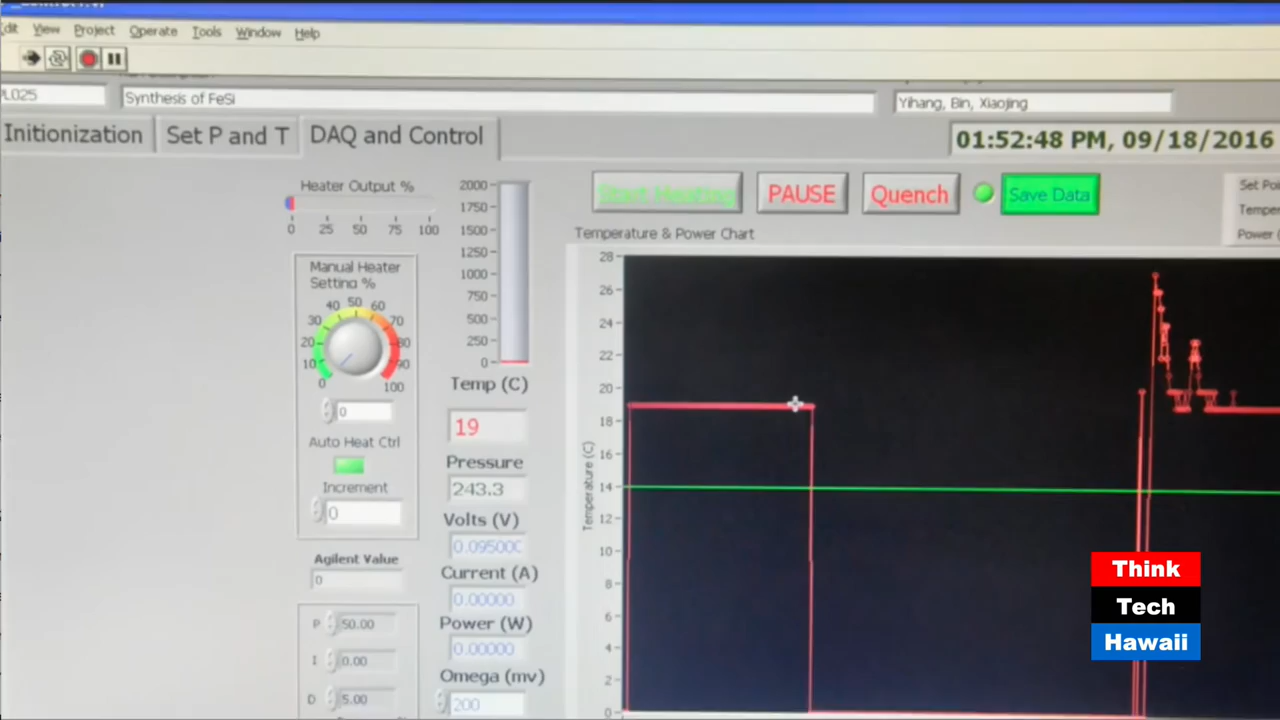 Edit View Project Operate Tools Window Help
PL025
Synthesis of FeSi
Yihang, Bin, Xiaojing
Initionization
Set P and T
DAQ and Control
01:52:48 PM, 09/18/2016
Heater Output %
0 25 50 75 100
2000
1750
1500
1250
1000
750
500
250
0
Start Heating
PAUSE
Quench
Save Data
Temperature & Power Chart
Manual Heater
Setting %
0 10 20 30 40 50 60 70 80 90 100
0
Auto Heat Ctrl
Increment
0
Agilent Value
0
P 50.00
I 0.00
D 5.00
Temp (C)
19
Pressure
243.3
Volts (V)
0.09500C
Current (A)
0.00000
Power (W)
0.00000
Omega (mv)
200
Temperature (C)
28
26
24
22
20
18
16
14
12
10
8
6
4
2
0
Think
Tech
Hawaii